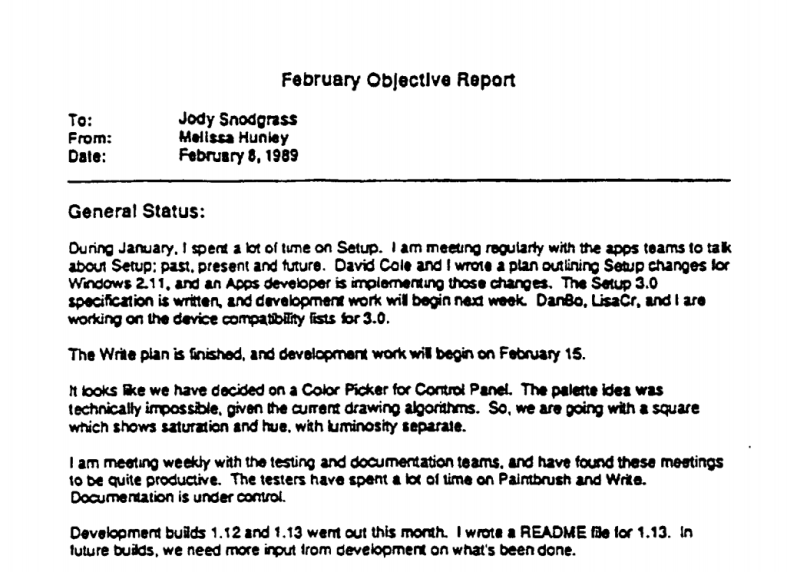 February Objective Report
To: Jody Snodgrass
From: Melissa Hunley
Date: February 8, 1989
General Status:
During January, I spent a lot of time on Setup. I am meeting regularly with the apps teams to talk
about Setup; past, present and future. David Cole and I wrote a plan outlining Setup changes for
Windows 2.11, and an Apps developer is implementing those changes. The Setup 3.0
specification is written, and development work will begin next week. DanBo, LisaCr, and I are
working on the device compatibility lists for 3.0.
The Write plan is finished, and development work will begin on February 15.
It looks like we have decided on a Color Picker for Control Panel. The palette idea was
technically impossible, given the current drawing algorithms. So, we are going with a square
which shows saturation and hue, with luminosity separate.
I am meeting weekly with the testing and documentation teams, and have found these meetings
to be quite productive. The testers have spent a lot of time on Paintbrush and Write.
Documentation is under control.
Development builds 1.12 and 1.13 went out this month. I wrote a README file for 1.13. In
future builds, we need more input from development on what's been done.